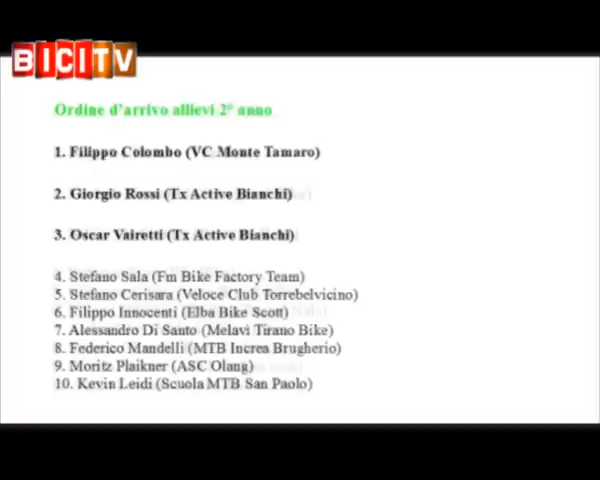 BICITV
Ordine d'arrivo allievi 2° anno
1. Filippo Colombo (VC Monte Tamaro)
2. Giorgio Rossi (Tx Active Bianchi)
3. Oscar Vairetti (Tx Active Bianchi)
4. Stefano Sala (Fm Bike Factory Team)
5. Stefano Cerisara (Veloce Club Torrebelvicino)
6. Filippo Innocenti (Elba Bike Scott)
7. Alessandro Di Santo (Melavi Tirano Bike)
8. Federico Mandelli (MTB Increa Brugherio)
9. Moritz Plaikner (ASC Olang)
10. Kevin Leidi (Scuola MTB San Paolo)